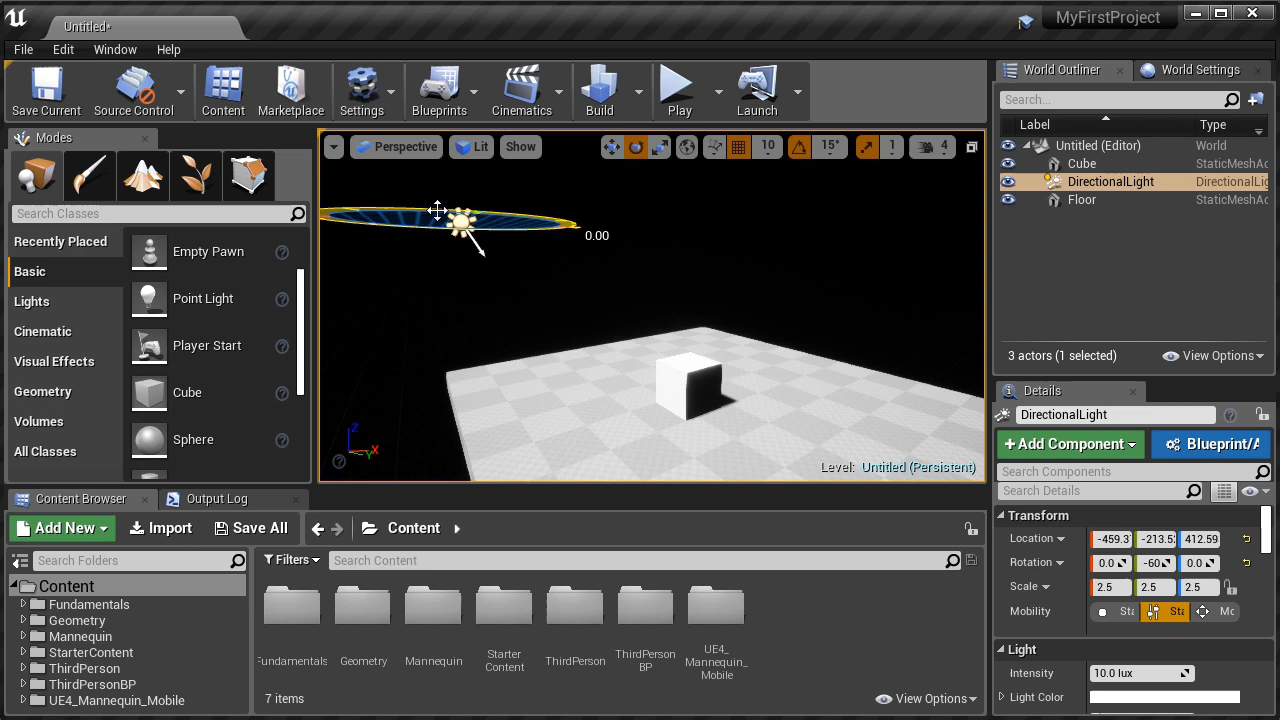 Untitled*
MyFirstProject
File Edit Window Help
Save Current Source Control Content Marketplace Settings Blueprints Cinematics Build Play Launch
World Outliner World Settings
Search...
Label Type
Untitled (Editor) World
Cube StaticMeshAc
DirectionalLight DirectionalLig
Floor StaticMeshAc
3 actors (1 selected) View Options
Modes
Search Classes
Recently Placed
Basic
Lights
Cinematic
Visual Effects
Geometry
Volumes
All Classes
Empty Pawn
Point Light
Player Start
Cube
Sphere
Perspective Lit Show 10 15° 1 4
0.00
Z
X
Y
Level: Untitled (Persistent)
Details
DirectionalLight
+Add Component Blueprint/A
Search Components
Search Details
Transform
Location -459.3 -213.5 412.59
Rotation 0.0 -60 0.0
Scale 2.5 2.5 2.5
Mobility Sta Sta Mo
Light
Intensity 10.0 lux
Light Color
Content Browser Output Log
Add New Import Save All Content
Search Folders
Filters Search Content
Content
Fundamentals
Geometry
Mannequin
StarterContent
ThirdPerson
ThirdPersonBP
UE4_Mannequin_Mobile
Fundamentals
Geometry
Mannequin
Starter
Content
ThirdPerson
ThirdPerson
BP
UE4_
Mannequin_
Mobile
7 items View Options